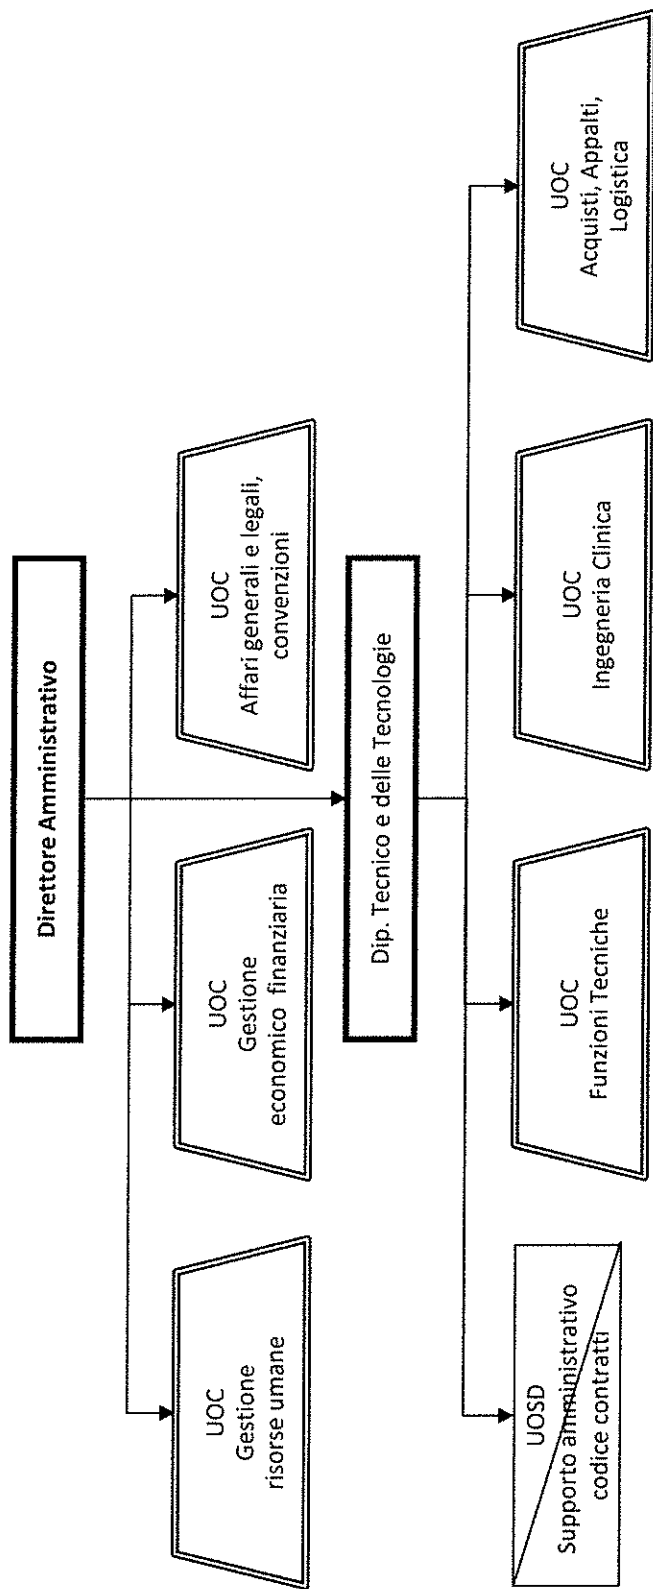 Direttore Amministrativo
UOC
Gestione
risorse umane
UOC
Gestione
economico finanziaria
UOC
Affari generali e legali,
convenzioni
Dip. Tecnico e delle Tecnologie
UOSD
Supporto amministrativo
codice contratti
UOC
Funzioni Tecniche
UOC
Ingegneria Clinica
UOC
Acquisti, Appalti,
Logistica